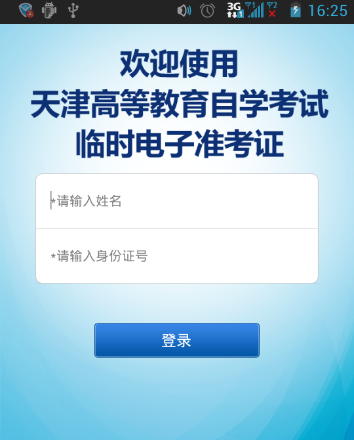 3G 16:25
欢迎使用
天津高等教育自学考试
临时电子准考证
*请输入姓名
*请输入身份证号
登录